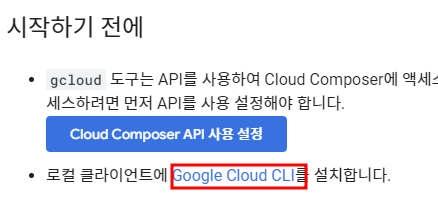 시작하기 전에
gcloud 도구는 API를 사용하여 Cloud Composer에 액세스
세스하려면 먼저 API를 사용 설정해야 합니다.
Cloud Composer API 사용 설정
로컬 클라이언트에 Google Cloud CLI를 설치합니다.